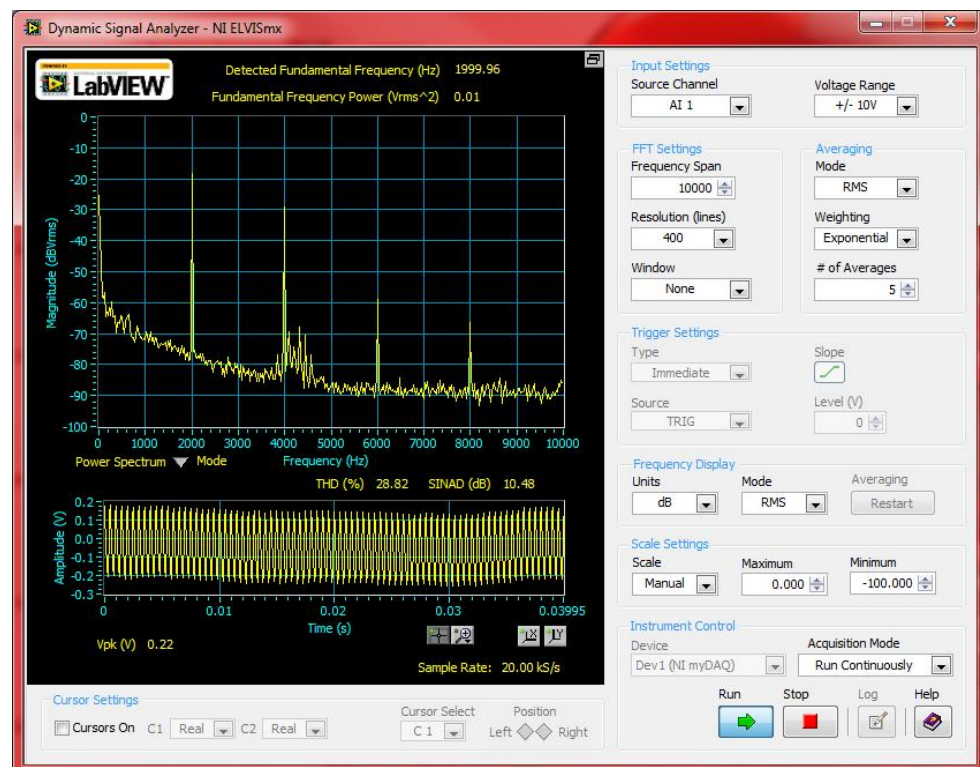 Dynamic Signal Analyzer - NI ELVISmx
LabVIEW
Detected Fundamental Frequency (Hz) 1999.96
Fundamental Frequency Power (Vrms^2) 0.01
Magnitude (dBVrms)
0
-10
-20
-30
-40
-50
-60
-70
-80
-90
-100
0 1000 2000 3000 4000 5000 6000 7000 8000 9000 10000
Power Spectrum Mode Frequency (Hz)
THD (%) 28.82 SINAD (dB) 10.48
Amplitude (V)
0.2
0.1
0.0
-0.1
-0.2
-0.3
0 0.01 0.02 0.03 0.03995
Time (s)
Vpk (V) 0.22
Sample Rate: 20.00 kS/s
Cursor Settings
Cursors On C1 Real C2 Real
Cursor Select
C 1
Position
Left Right
Input Settings
Source Channel Voltage Range
AI 1 +/- 10V
FFT Settings
Frequency Span
10000
Resolution (lines)
400
Window
None
Averaging
Mode
RMS
Weighting
Exponential
# of Averages
5
Trigger Settings
Type Slope
Immediate
Source Level (V)
TRIG 0
Frequency Display
Units Mode Averaging
dB RMS Restart
Scale Settings
Scale Maximum Minimum
Manual 0.000 -100.000
Instrument Control
Device Acquisition Mode
Dev1 (NI myDAQ) Run Continuously
Run Stop Log Help